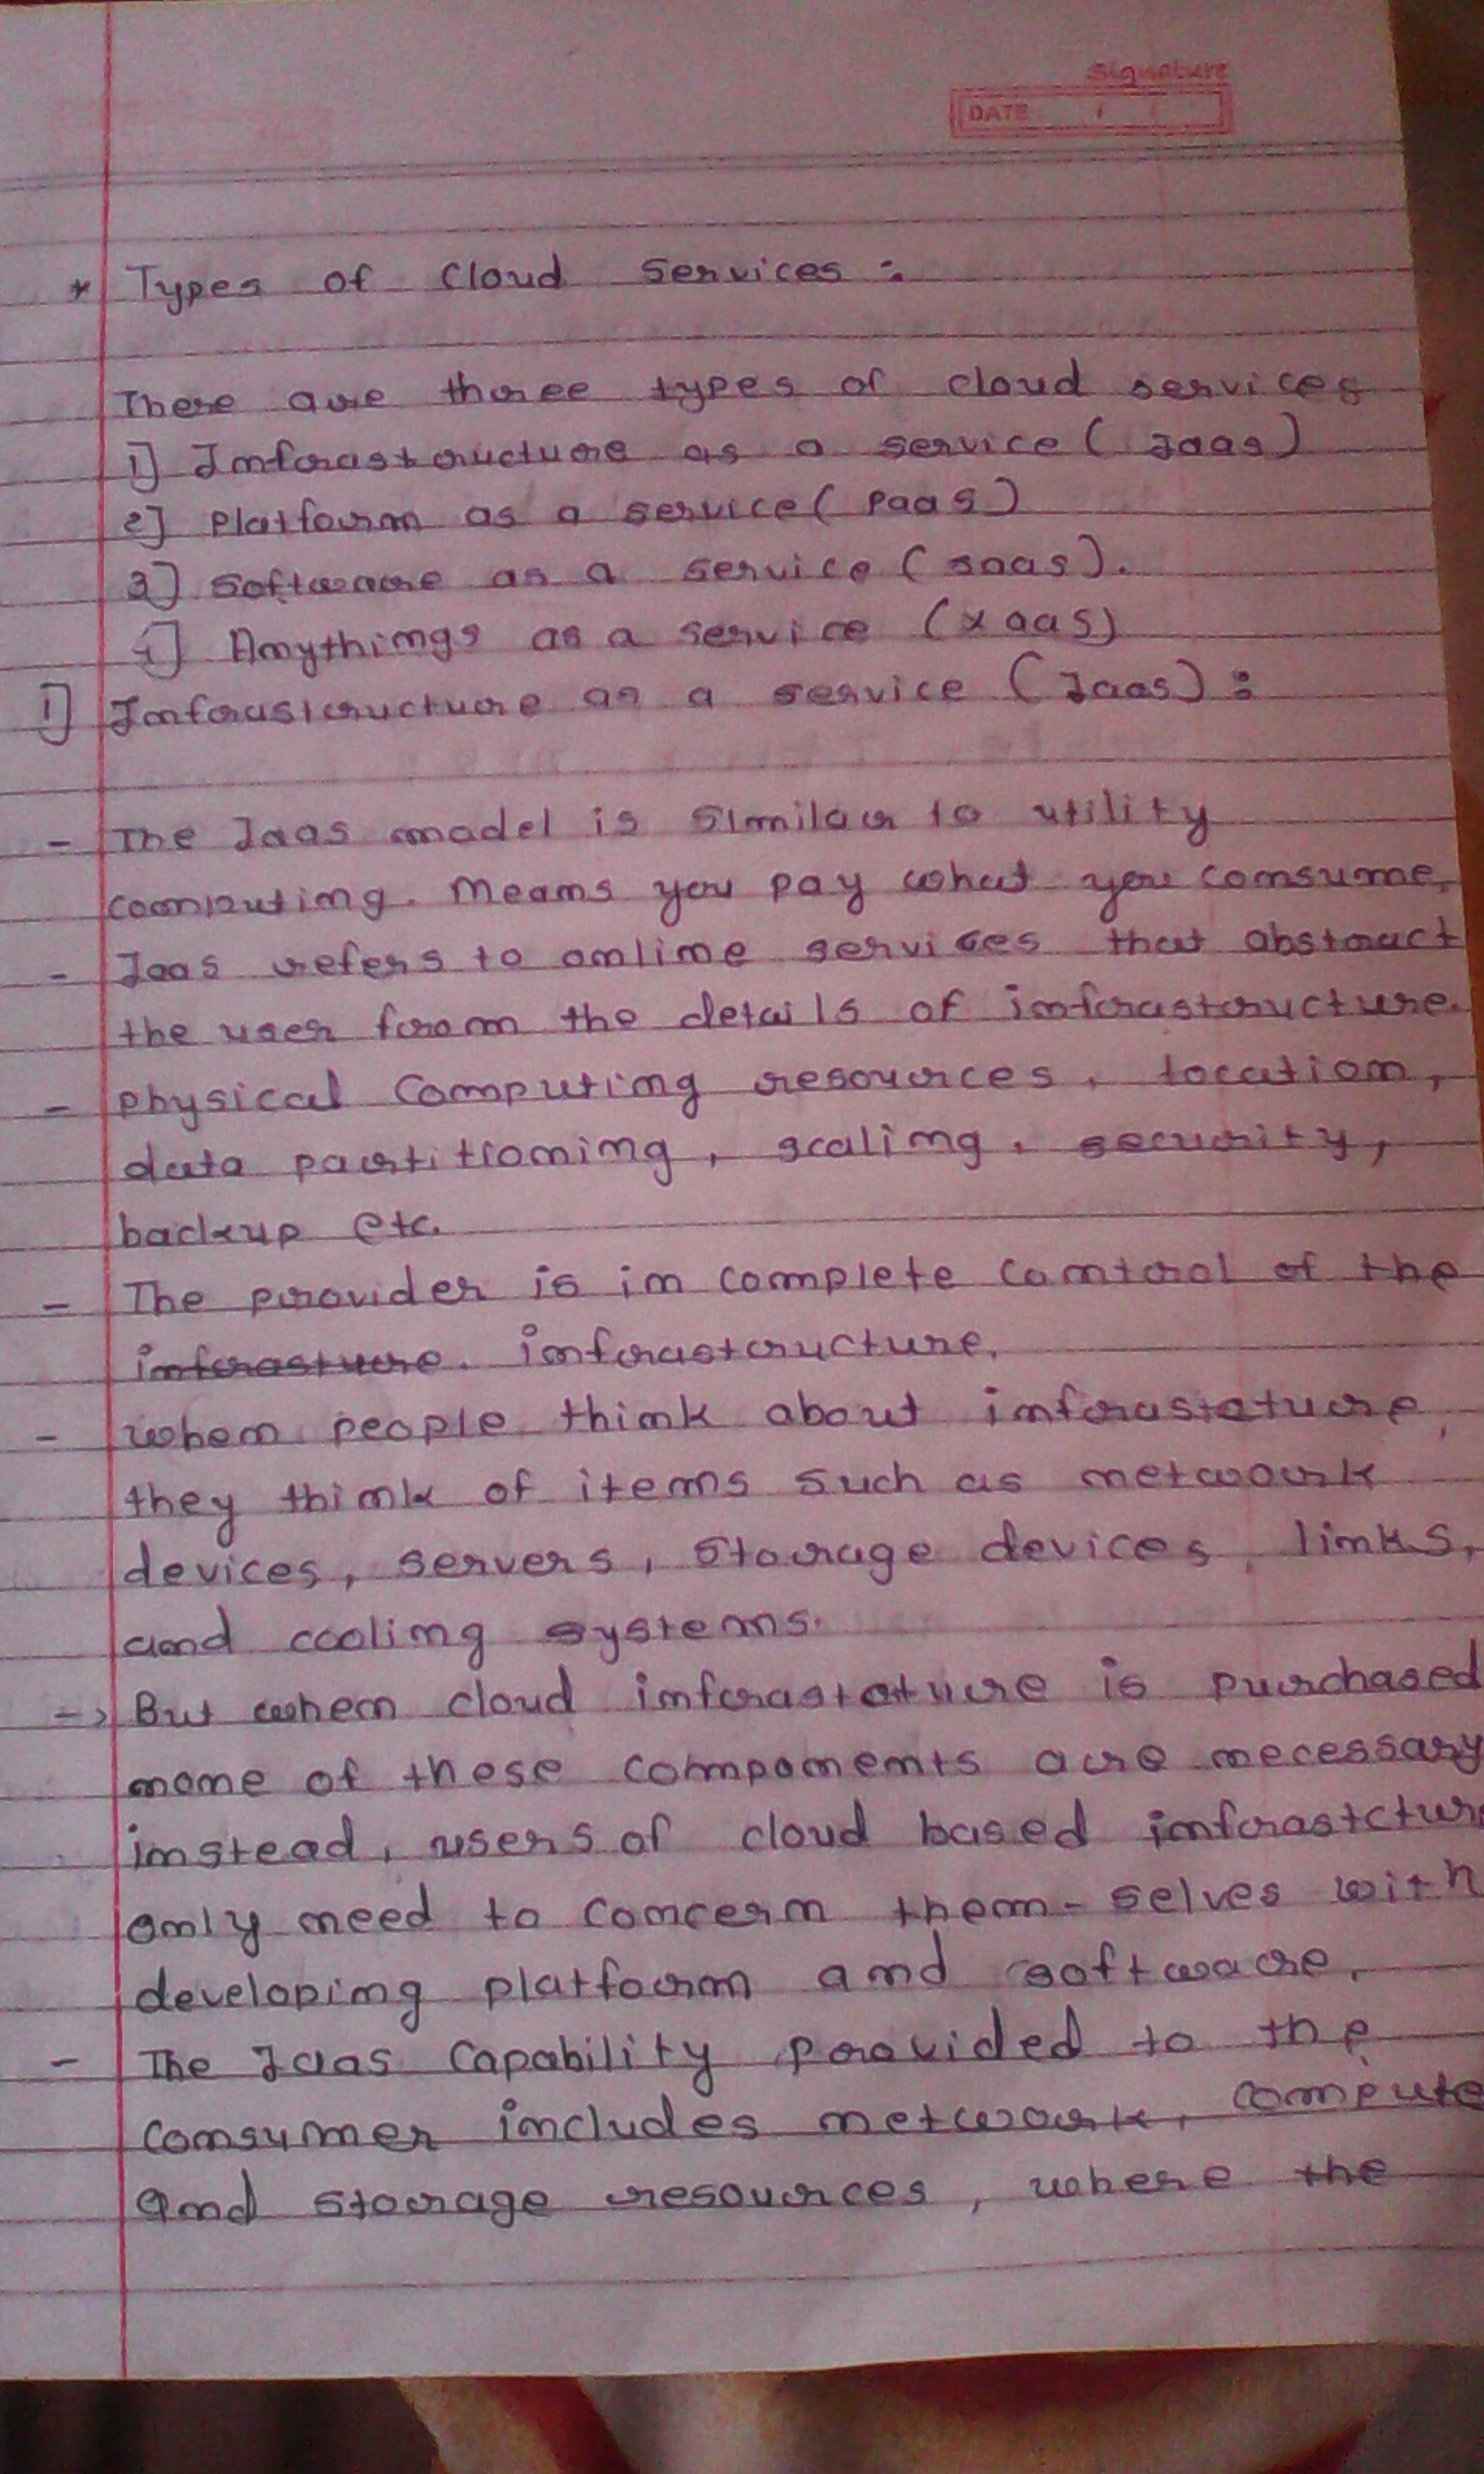 Signature
DATE / /
* Types of Cloud Services :
There are three types of cloud services
1] Infrastructure as a service ( Iaas)
2] Platform as a service ( Paas)
3] Software as a service ( saas).
4] Anythings as a service (xaas)
1] Infrastructure as a service (Iaas) :
- The Iaas model is similar to utility
computing. Means you pay what you consume.
- Iaas refers to online services that abstract
the user from the details of infrastructure.
- physical computing resources, location,
data partitioning, scaling, security,
backup etc.
- The provider is in complete control of the
infrasture. infrastructure.
- when people think about infrastature,
they think of items such as network
devices, servers, storage devices, links,
and cooling systems.
-> But when cloud infrastature is purchased
none of these components are necessary
instead, users of cloud based infrastctur
only need to concern them-selves with
developing platform and software.
- The Iaas Capability provided to the
consumer includes network, compute
and storage resources, where the